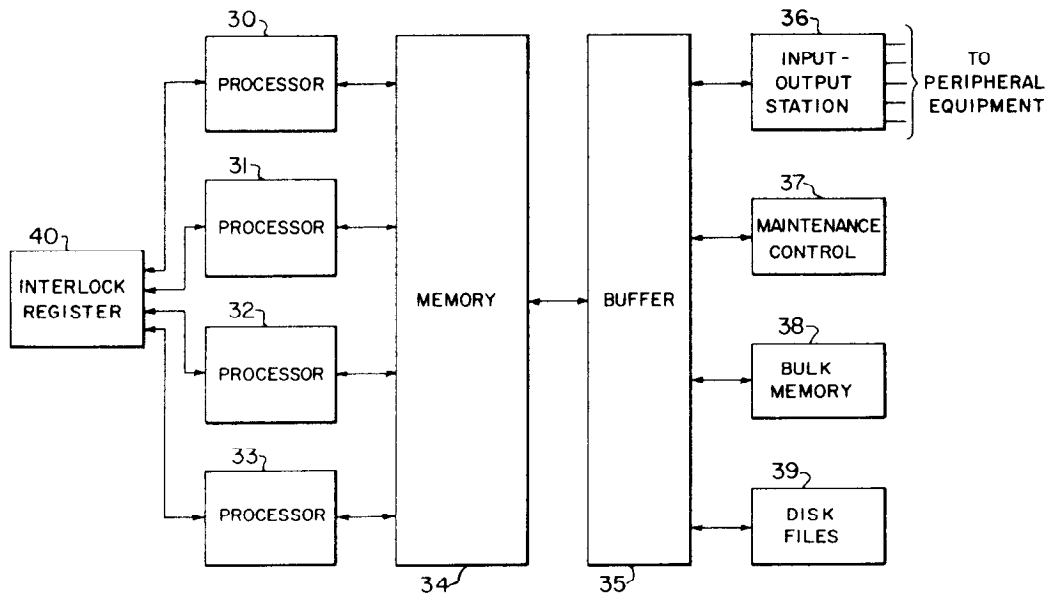 30
PROCESSOR
31
PROCESSOR
40
INTERLOCK
REGISTER
32
PROCESSOR
33
PROCESSOR
MEMORY
34
BUFFER
35
36
INPUT-
OUTPUT
STATION
TO
PERIPHERAL
EQUIPMENT
37
MAINTENANCE
CONTROL
38
BULK
MEMORY
39
DISK
FILES